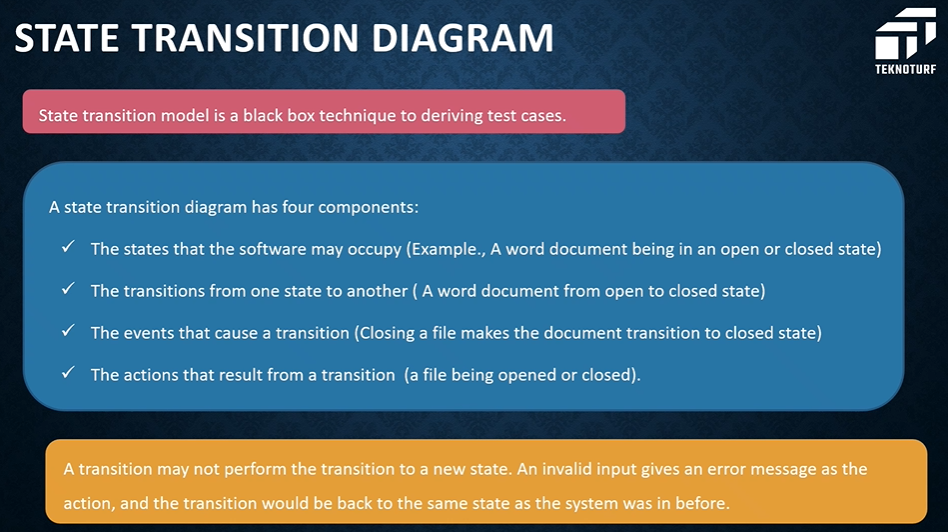 STATE TRANSITION DIAGRAM
TEKNOTURF
State transition model is a black box technique to deriving test cases.
A state transition diagram has four components:
✓ The states that the software may occupy (Example., A word document being in an open or closed state)
✓ The transitions from one state to another ( A word document from open to closed state)
✓ The events that cause a transition (Closing a file makes the document transition to closed state)
✓ The actions that result from a transition (a file being opened or closed).
A transition may not perform the transition to a new state. An invalid input gives an error message as the
action, and the transition would be back to the same state as the system was in before.